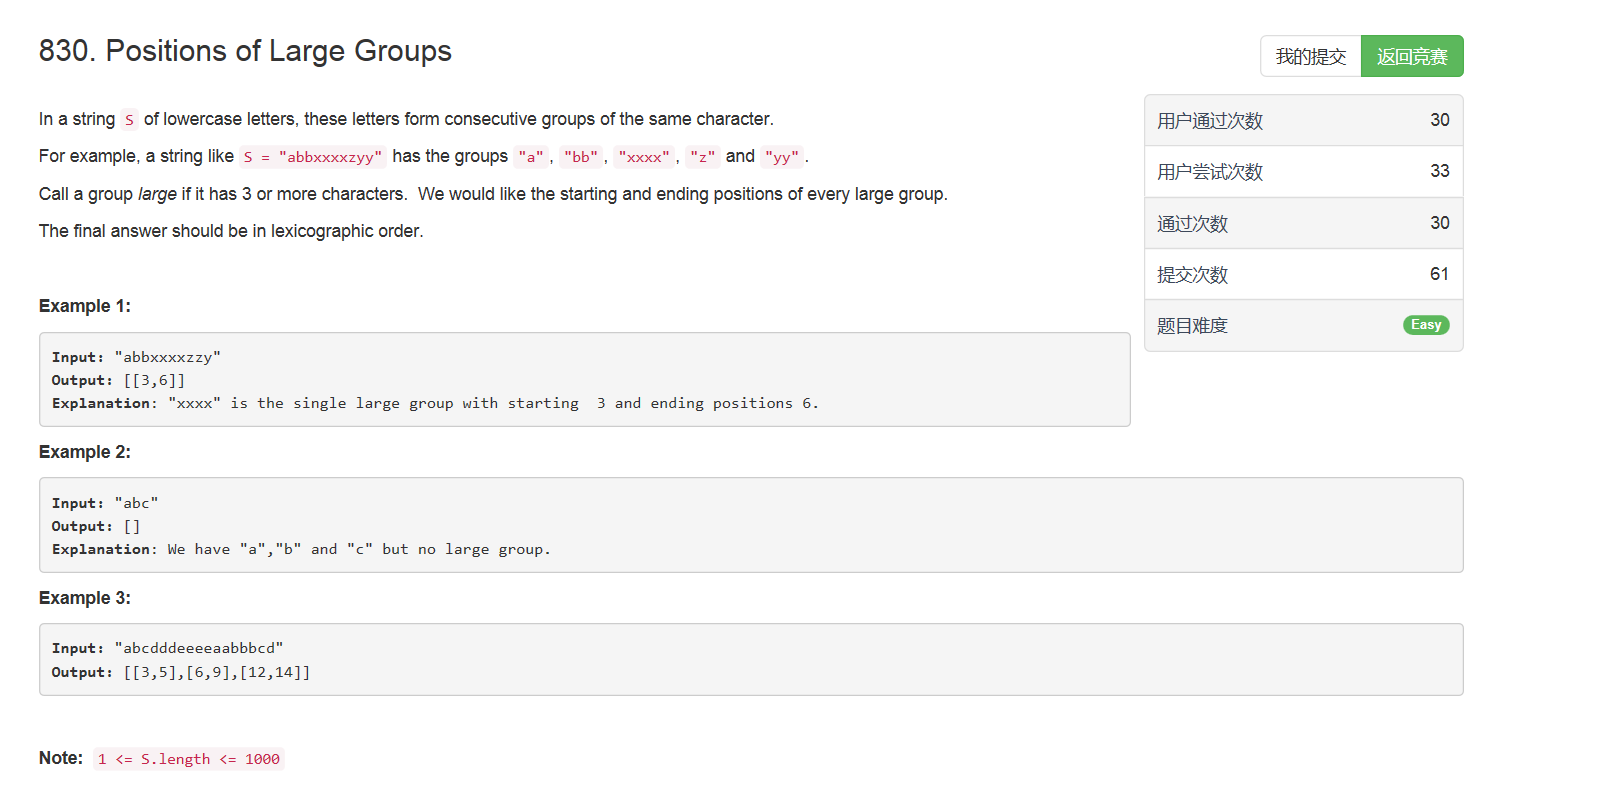 830. Positions of Large Groups
我的提交 返回竞赛
In a string S of lowercase letters, these letters form consecutive groups of the same character.
For example, a string like S = "abbxxxxzyy" has the groups "a", "bb", "xxxx", "z" and "yy".
Call a group large if it has 3 or more characters.  We would like the starting and ending positions of every large group.
The final answer should be in lexicographic order.
用户通过次数 30
用户尝试次数 33
通过次数 30
提交次数 61
题目难度 Easy
Example 1:
Input: "abbxxxxzzy"
Output: [[3,6]]
Explanation: "xxxx" is the single large group with starting  3 and ending positions 6.
Example 2:
Input: "abc"
Output: []
Explanation: We have "a","b" and "c" but no large group.
Example 3:
Input: "abcdddeeeeaabbbcd"
Output: [[3,5],[6,9],[12,14]]
Note: 1 <= S.length <= 1000